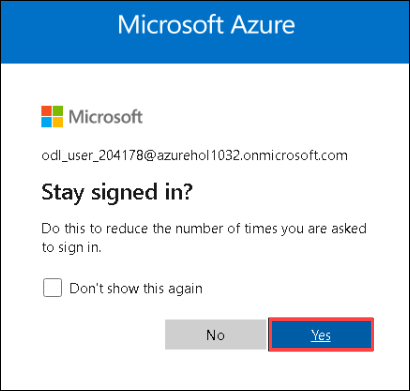 Microsoft Azure
Microsoft
odl_user_204178@azurehol1032.onmicrosoft.com
Stay signed in?
Do this to reduce the number of times you are asked
to sign in.
Don't show this again
No
Yes